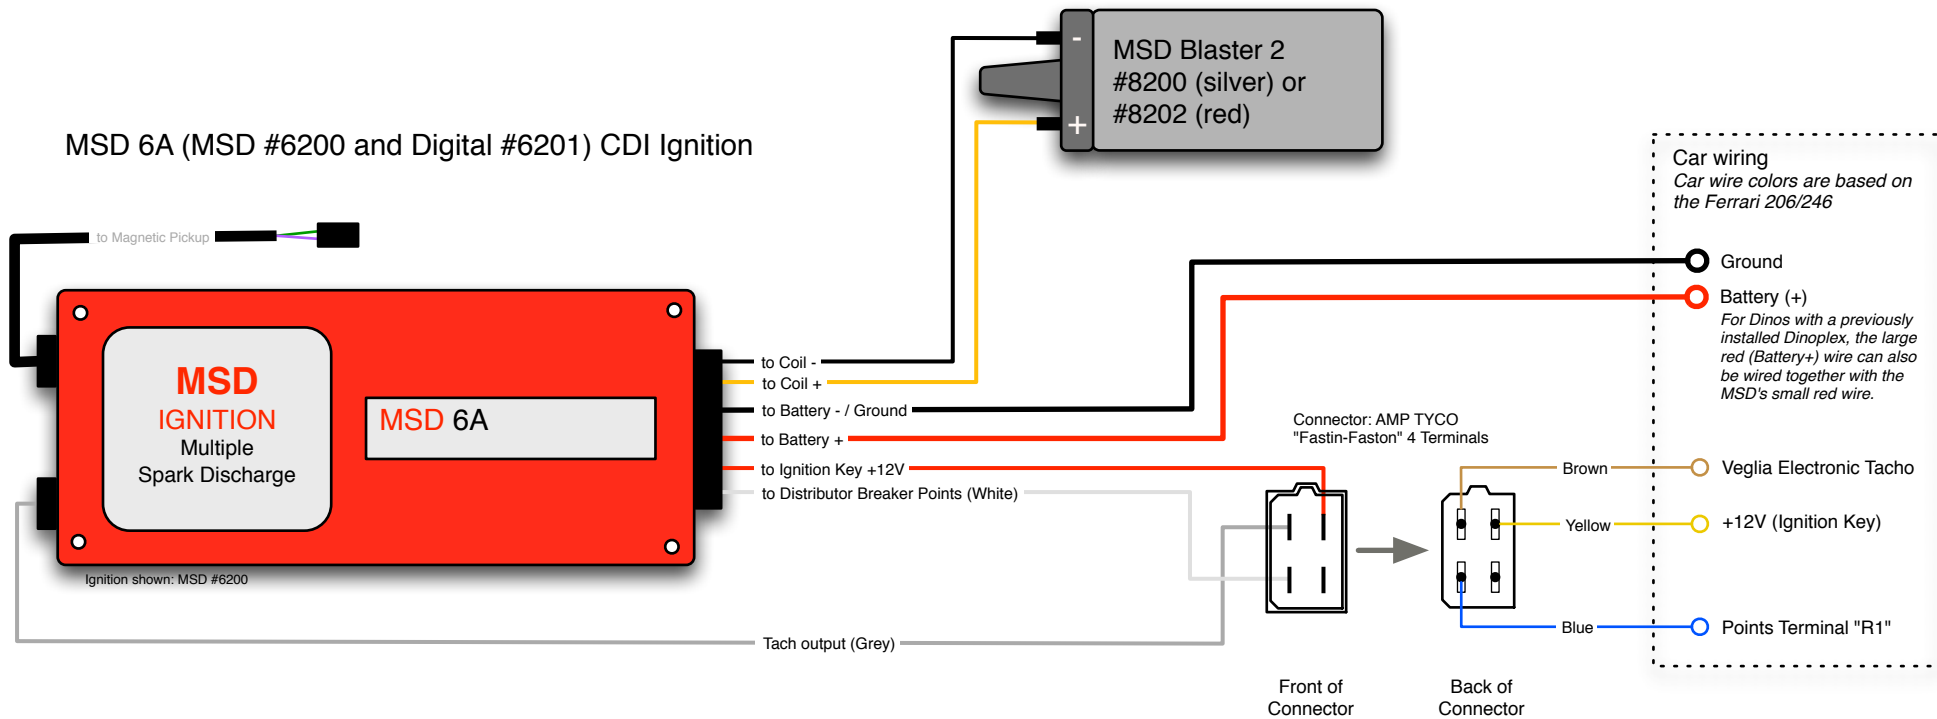 MSD Blaster 2
#8200 (silver) or
#8202 (red)
-
+
MSD 6A (MSD #6200 and Digital #6201) CDI Ignition
Car wiring
Car wire colors are based on
the Ferrari 206/246
to Magnetic Pickup
Ground
Battery (+)
For Dinos with a previously
installed Dinoplex, the large
red (Battery+) wire can also
be wired together with the
MSD's small red wire.
MSD
IGNITION
Multiple
Spark Discharge
MSD 6A
to Coil -
to Coil +
to Battery - / Ground
to Battery +
to Ignition Key +12V
to Distributor Breaker Points (White)
Connector: AMP TYCO
"Fastin-Faston" 4 Terminals
Brown
Veglia Electronic Tacho
Yellow
+12V (Ignition Key)
Blue
Points Terminal "R1"
Ignition shown: MSD #6200
Tach output (Grey)
Front of
Connector
Back of
Connector